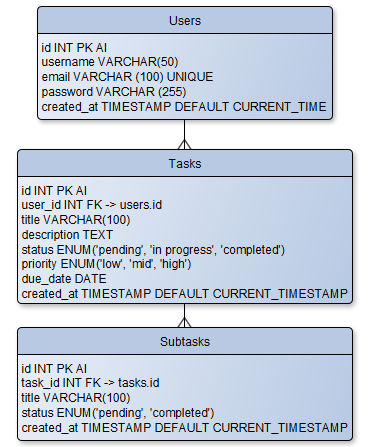 Users
id INT PK AI
username VARCHAR(50)
email VARCHAR (100) UNIQUE
password VARCHAR (255)
created_at TIMESTAMP DEFAULT CURRENT_TIME
Tasks
id INT PK AI
user_id INT FK -> users.id
title VARCHAR(100)
description TEXT
status ENUM('pending', 'in progress', 'completed')
priority ENUM('low', 'mid', 'high')
due_date DATE
created_at TIMESTAMP DEFAULT CURRENT_TIMESTAMP
Subtasks
id INT PK AI
task_id INT FK -> tasks.id
title VARCHAR(100)
status ENUM('pending', 'completed')
created_at TIMESTAMP DEFAULT CURRENT_TIMESTAMP